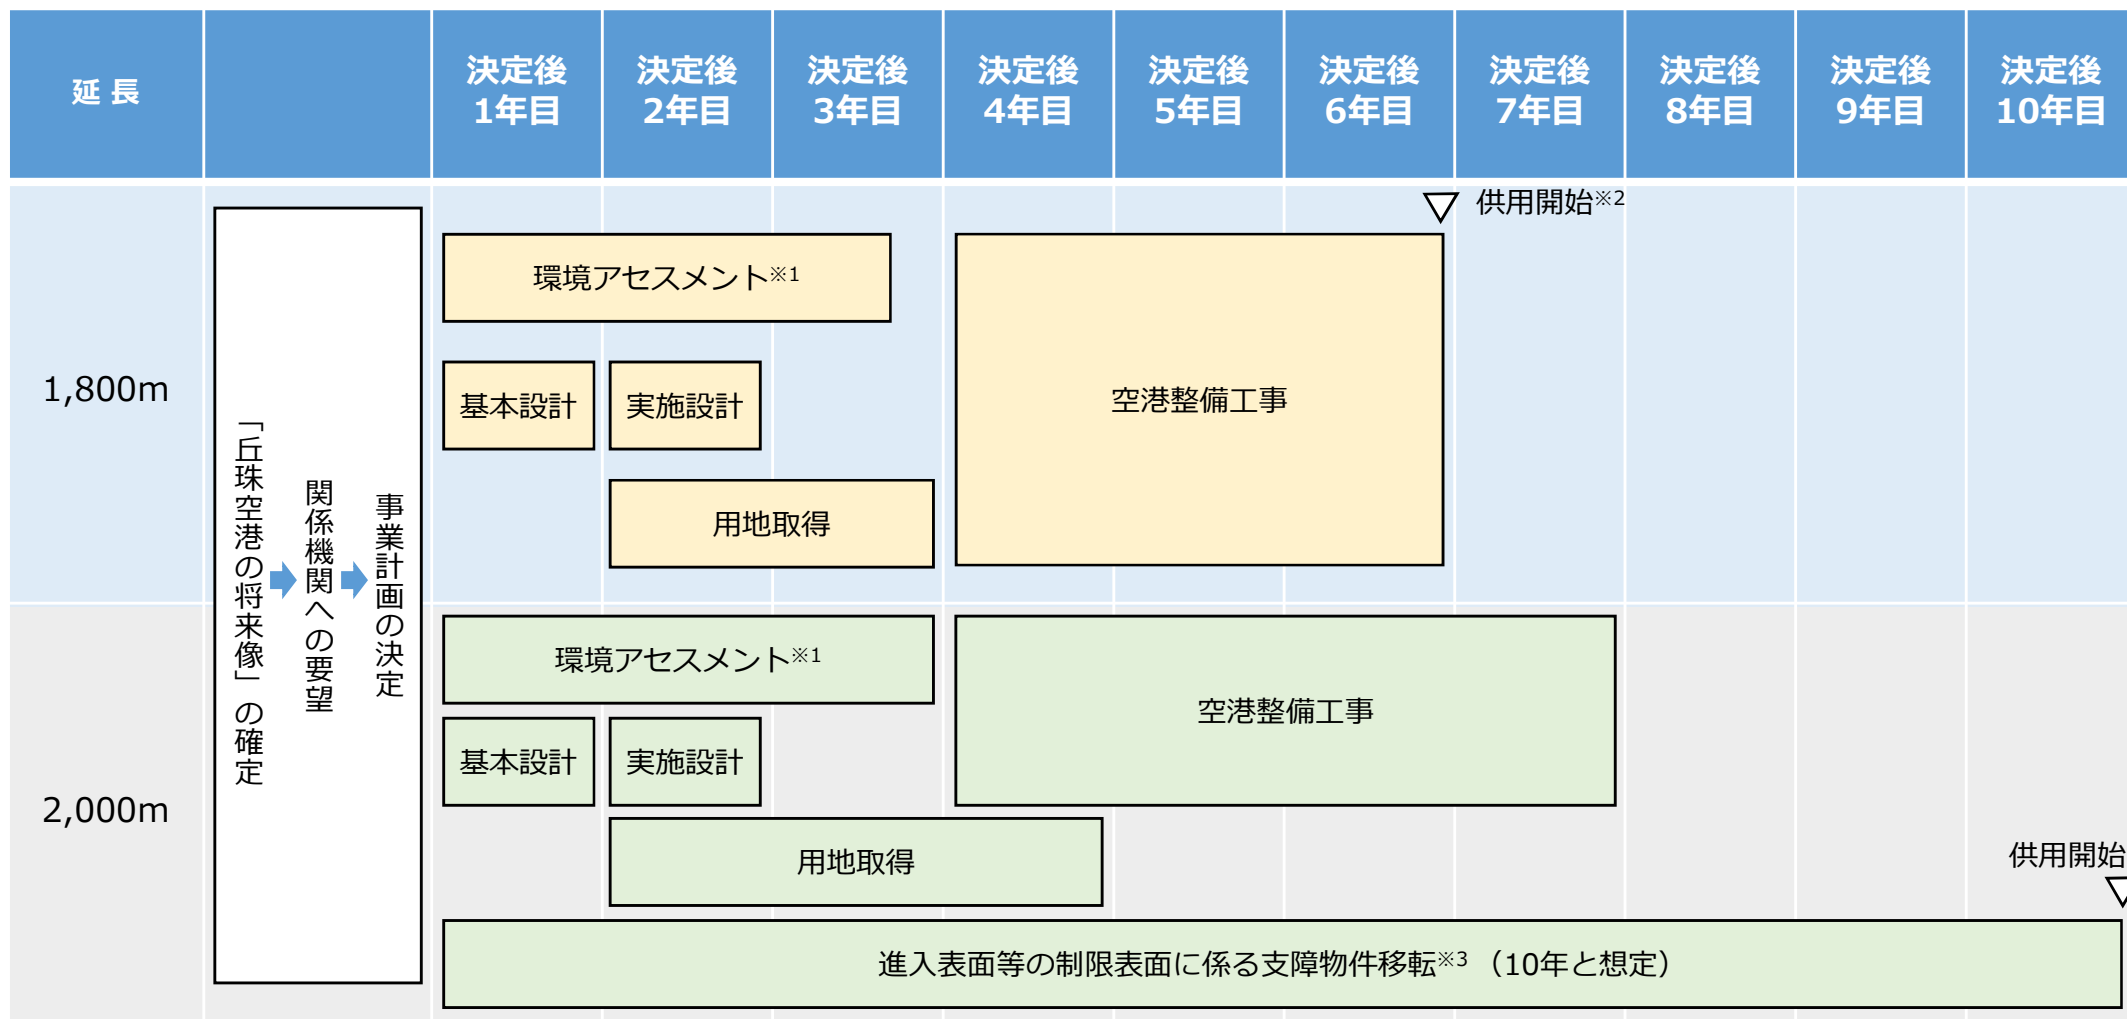 延 長
決定後
1年目
決定後
2年目
決定後
3年目
決定後
4年目
決定後
5年目
決定後
6年目
決定後
7年目
決定後
8年目
決定後
9年目
決定後
10年目
1,800m
「丘珠空港の将来像」の確定
関係機関への要望
事業計画の決定
供用開始※2
環境アセスメント※1
基本設計
実施設計
用地取得
空港整備工事
2,000m
環境アセスメント※1
基本設計
実施設計
用地取得
空港整備工事
供用開始
進入表面等の制限表面に係る支障物件移転※3（10年と想定）